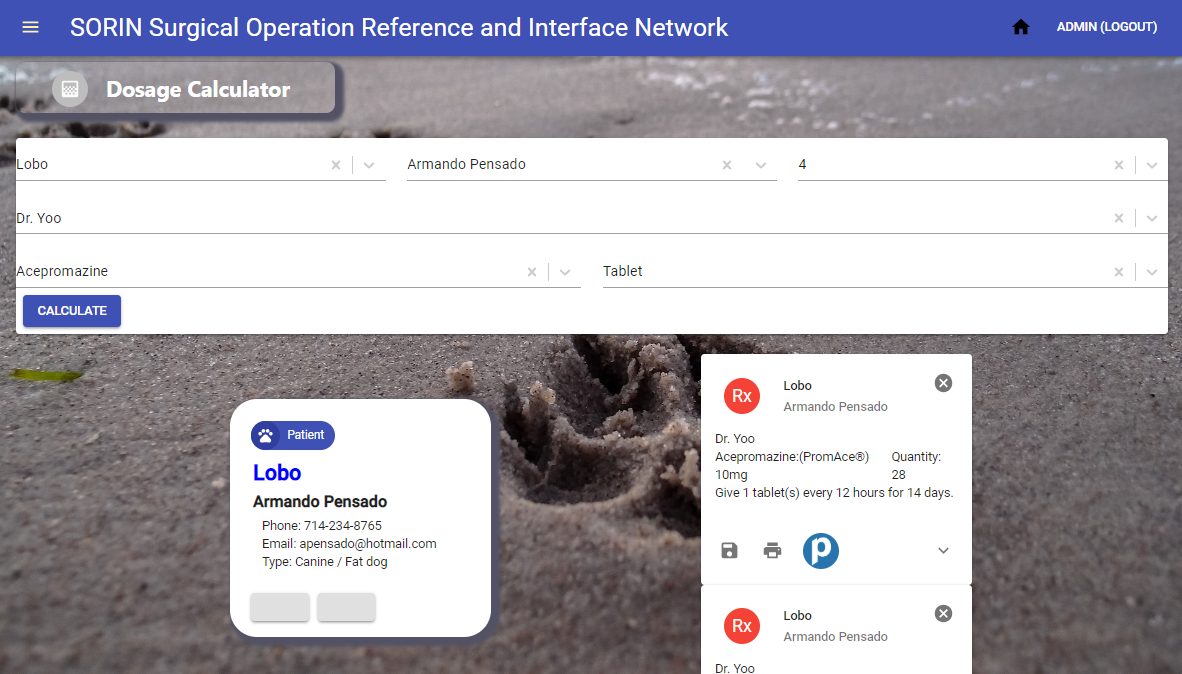 SORIN Surgical Operation Reference and Interface Network
ADMIN (LOGOUT)
Dosage Calculator
Lobo
Armando Pensado
4
Dr. Yoo
Acepromazine
Tablet
CALCULATE
Patient
Lobo
Armando Pensado
Phone: 714-234-8765
Email: apensado@hotmail.com
Type: Canine / Fat dog
Rx
Lobo
Armando Pensado
Dr. Yoo
Acepromazine:(PromAce®)
10mg
Quantity:
28
Give 1 tablet(s) every 12 hours for 14 days.
p
Rx
Lobo
Armando Pensado
Dr. Yoo